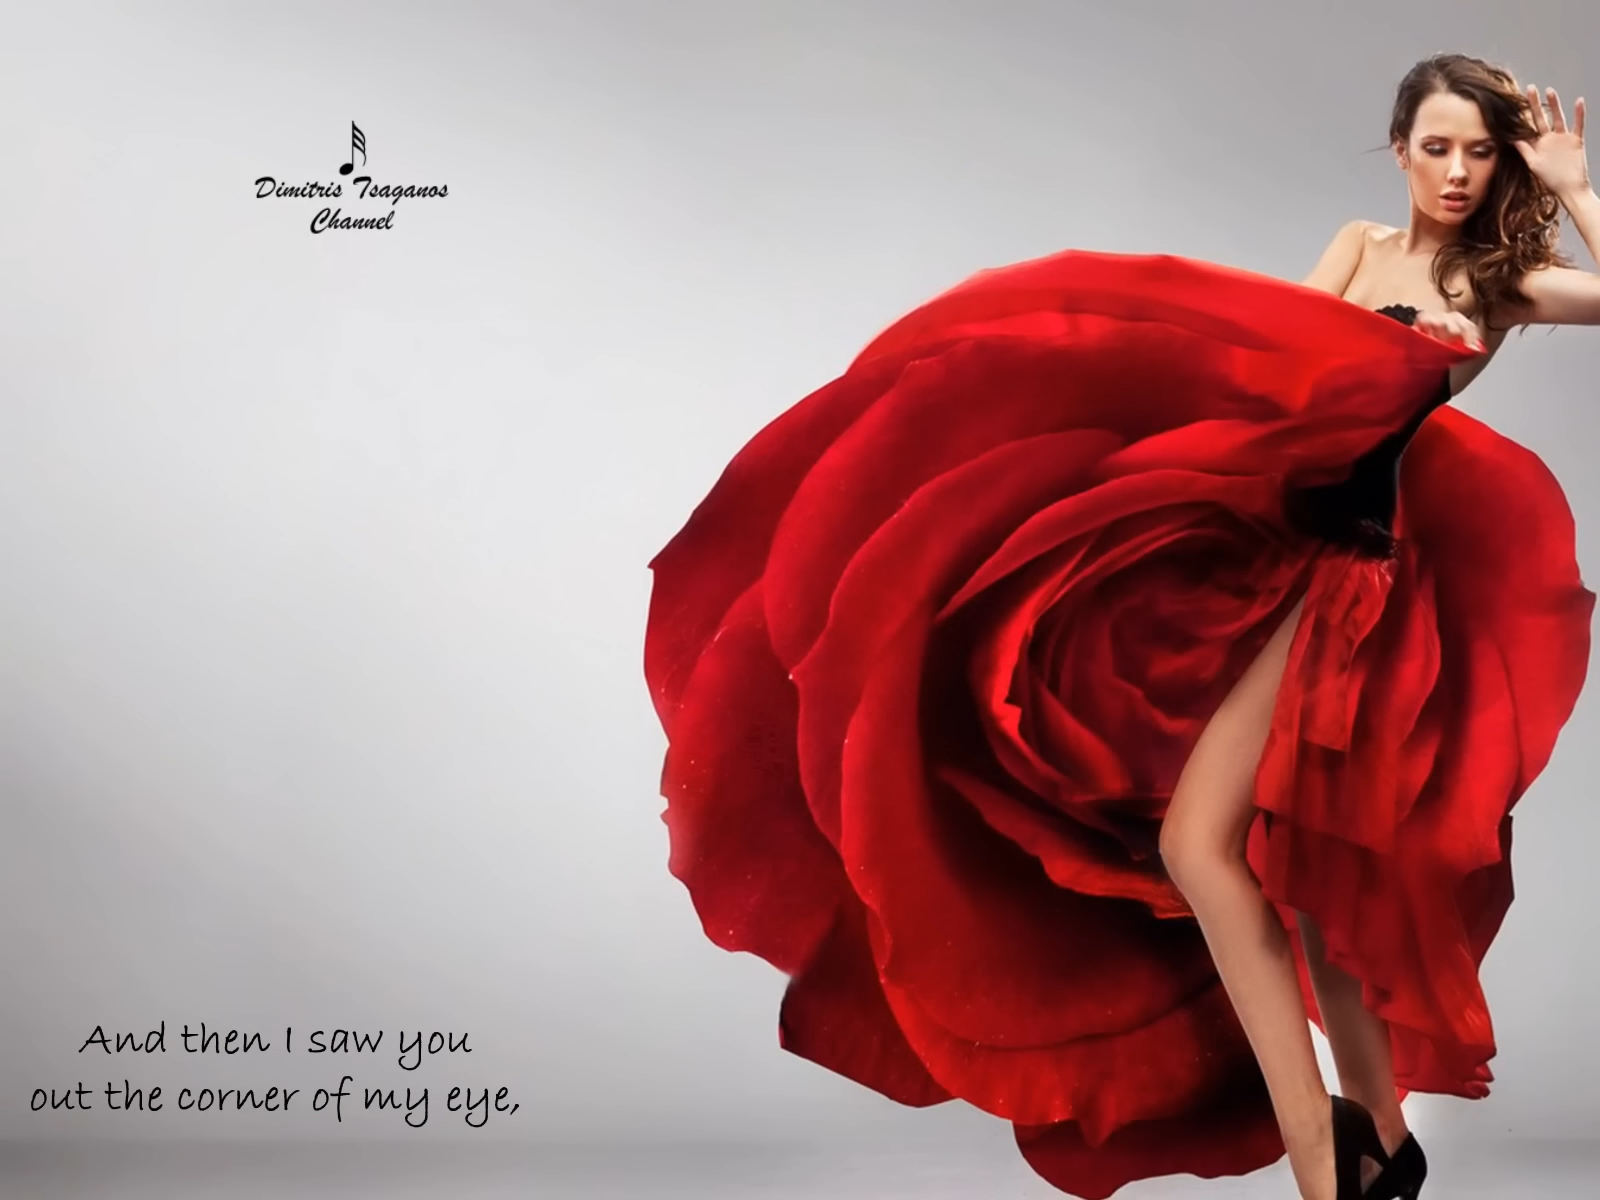 Dimitris Tsaganos
Channel
And then I saw you
out the corner of my eye,